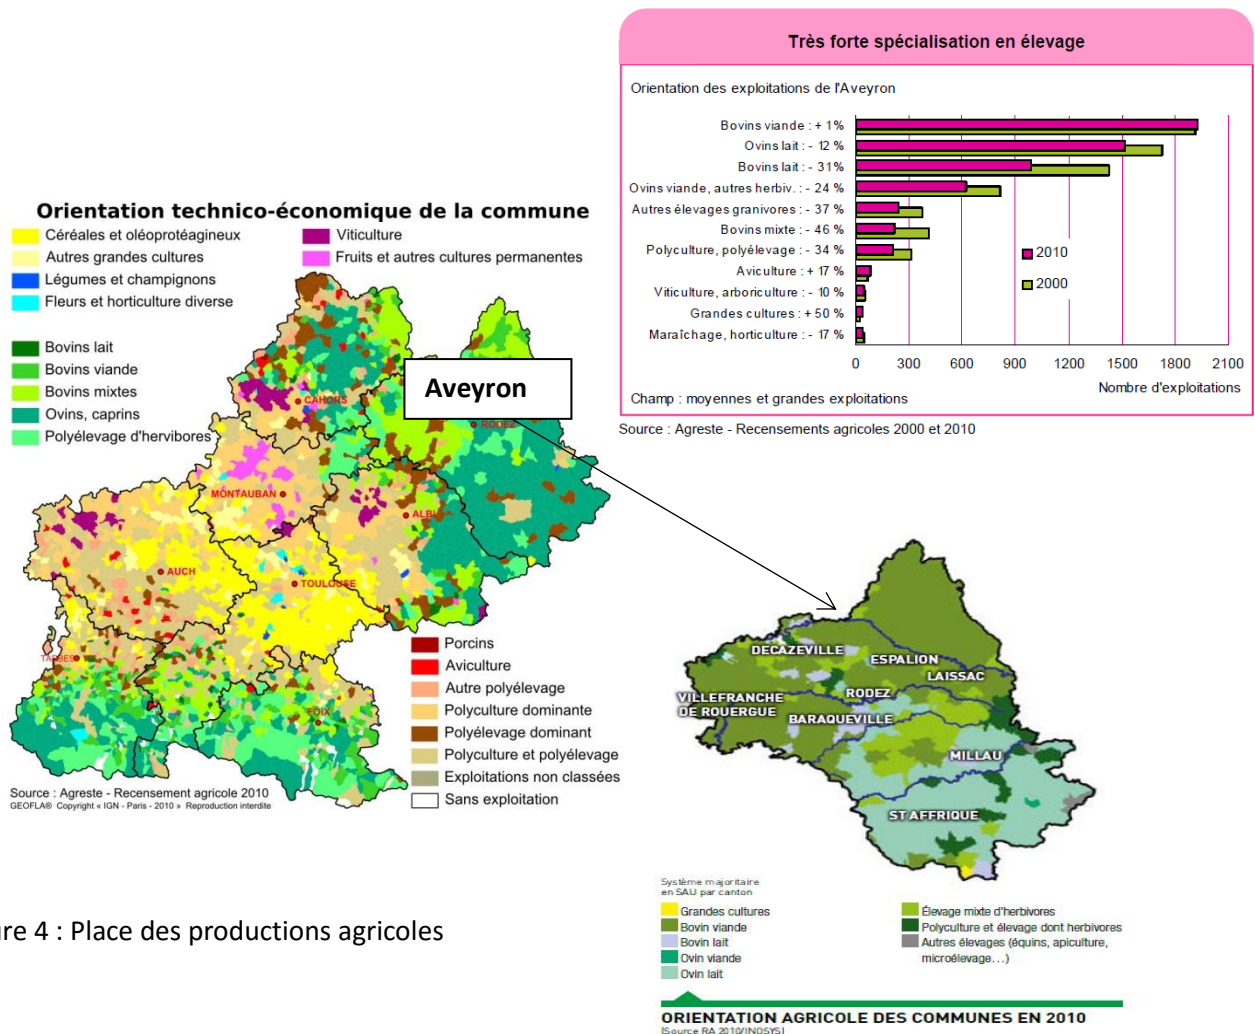 Très forte spécialisation en élevage
Orientation des exploitations de l'Aveyron
Bovins viande : + 1%
Ovins lait : - 12 %
Bovins lait : - 31%
Ovins viande, autres herbiv. : - 24 %
Autres élevages granivores : - 37 %
Bovins mixte : - 46 %
Polyculture, polyélevage : - 34 %
Aviculture : + 17 %
Viticulture, arboriculture : - 10 %
Grandes cultures : + 50 %
Maraîchage, horticulture : - 17 %
2010
2000
0 300 600 900 1200 1500 1800 2100
Nombre d'exploitations
Champ : moyennes et grandes exploitations
Source : Agreste - Recensements agricoles 2000 et 2010
Orientation technico-économique de la commune
Céréales et oléoprotéagineux
Autres grandes cultures
Légumes et champignons
Fleurs et horticulture diverse
Viticulture
Fruits et autres cultures permanentes
Bovins lait
Bovins viande
Bovins mixtes
Ovins, caprins
Polyélevage d'hervibores
Aveyron
CAHORS
RODEZ
MONTAUBAN
ALBI
AUCH
TOULOUSE
TARBES
FOIX
Porcins
Aviculture
Autre polyélevage
Polyculture dominante
Polyélevage dominant
Polyculture et polyélevage
Exploitations non classées
Sans exploitation
Source : Agreste - Recensement agricole 2010
GEOFLA® Copyright « IGN - Paris - 2010 » Reproduction interdite
DECAZEVILLE
ESPALION
LAISSAC
VILLEFRANCHE
DE ROUERGUE
RODEZ
BARAQUEVILLE
MILLAU
ST AFFRIQUE
Système majoritaire
en SAU par canton
Grandes cultures
Bovin viande
Bovin lait
Ovin viande
Ovin lait
Élevage mixte d'herbivores
Polyculture et élevage dont herbivores
Autres élevages (équins, apiculture,
microélevage…)
ORIENTATION AGRICOLE DES COMMUNES EN 2010
(Source RA 2010/INOSYS)
re 4 : Place des productions agricoles